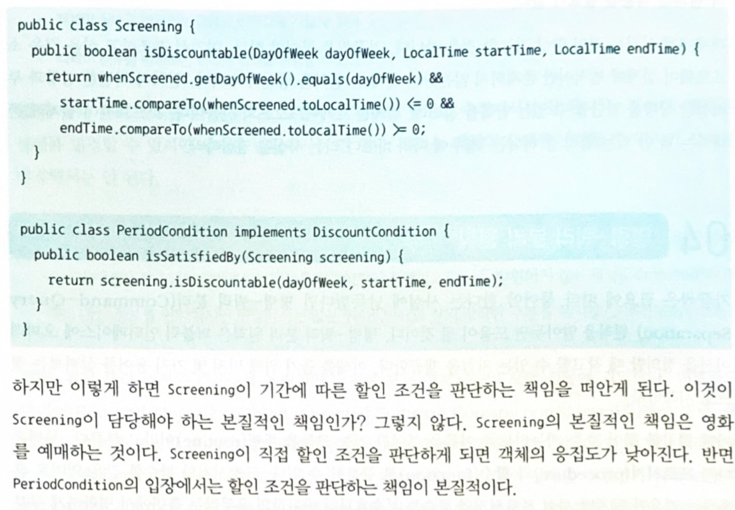 public class Screening {
public boolean isDiscountable(DayOfWeek dayOfWeek, LocalTime startTime, LocalTime endTime) {
return whenScreened.getDayOfWeek().equals(dayOfWeek) &&
startTime.compareTo(whenScreened.toLocalTime()) <= 0 &&
endTime.compareTo(whenScreened.toLocalTime()) >= 0;
}
}
public class PeriodCondition implements DiscountCondition {
public boolean isSatisfiedBy(Screening screening) {
return screening.isDiscountable(dayOfWeek, startTime, endTime);
}
}
하지만 이렇게 하면 Screening이 기간에 따른 할인 조건을 판단하는 책임을 떠안게 된다. 이것이
Screening이 담당해야 하는 본질적인 책임인가? 그렇지 않다. Screening의 본질적인 책임은 영화
를 예매하는 것이다. Screening이 직접 할인 조건을 판단하게 되면 객체의 응집도가 낮아진다. 반면
PeriodCondition의 입장에서는 할인 조건을 판단하는 책임이 본질적이다.